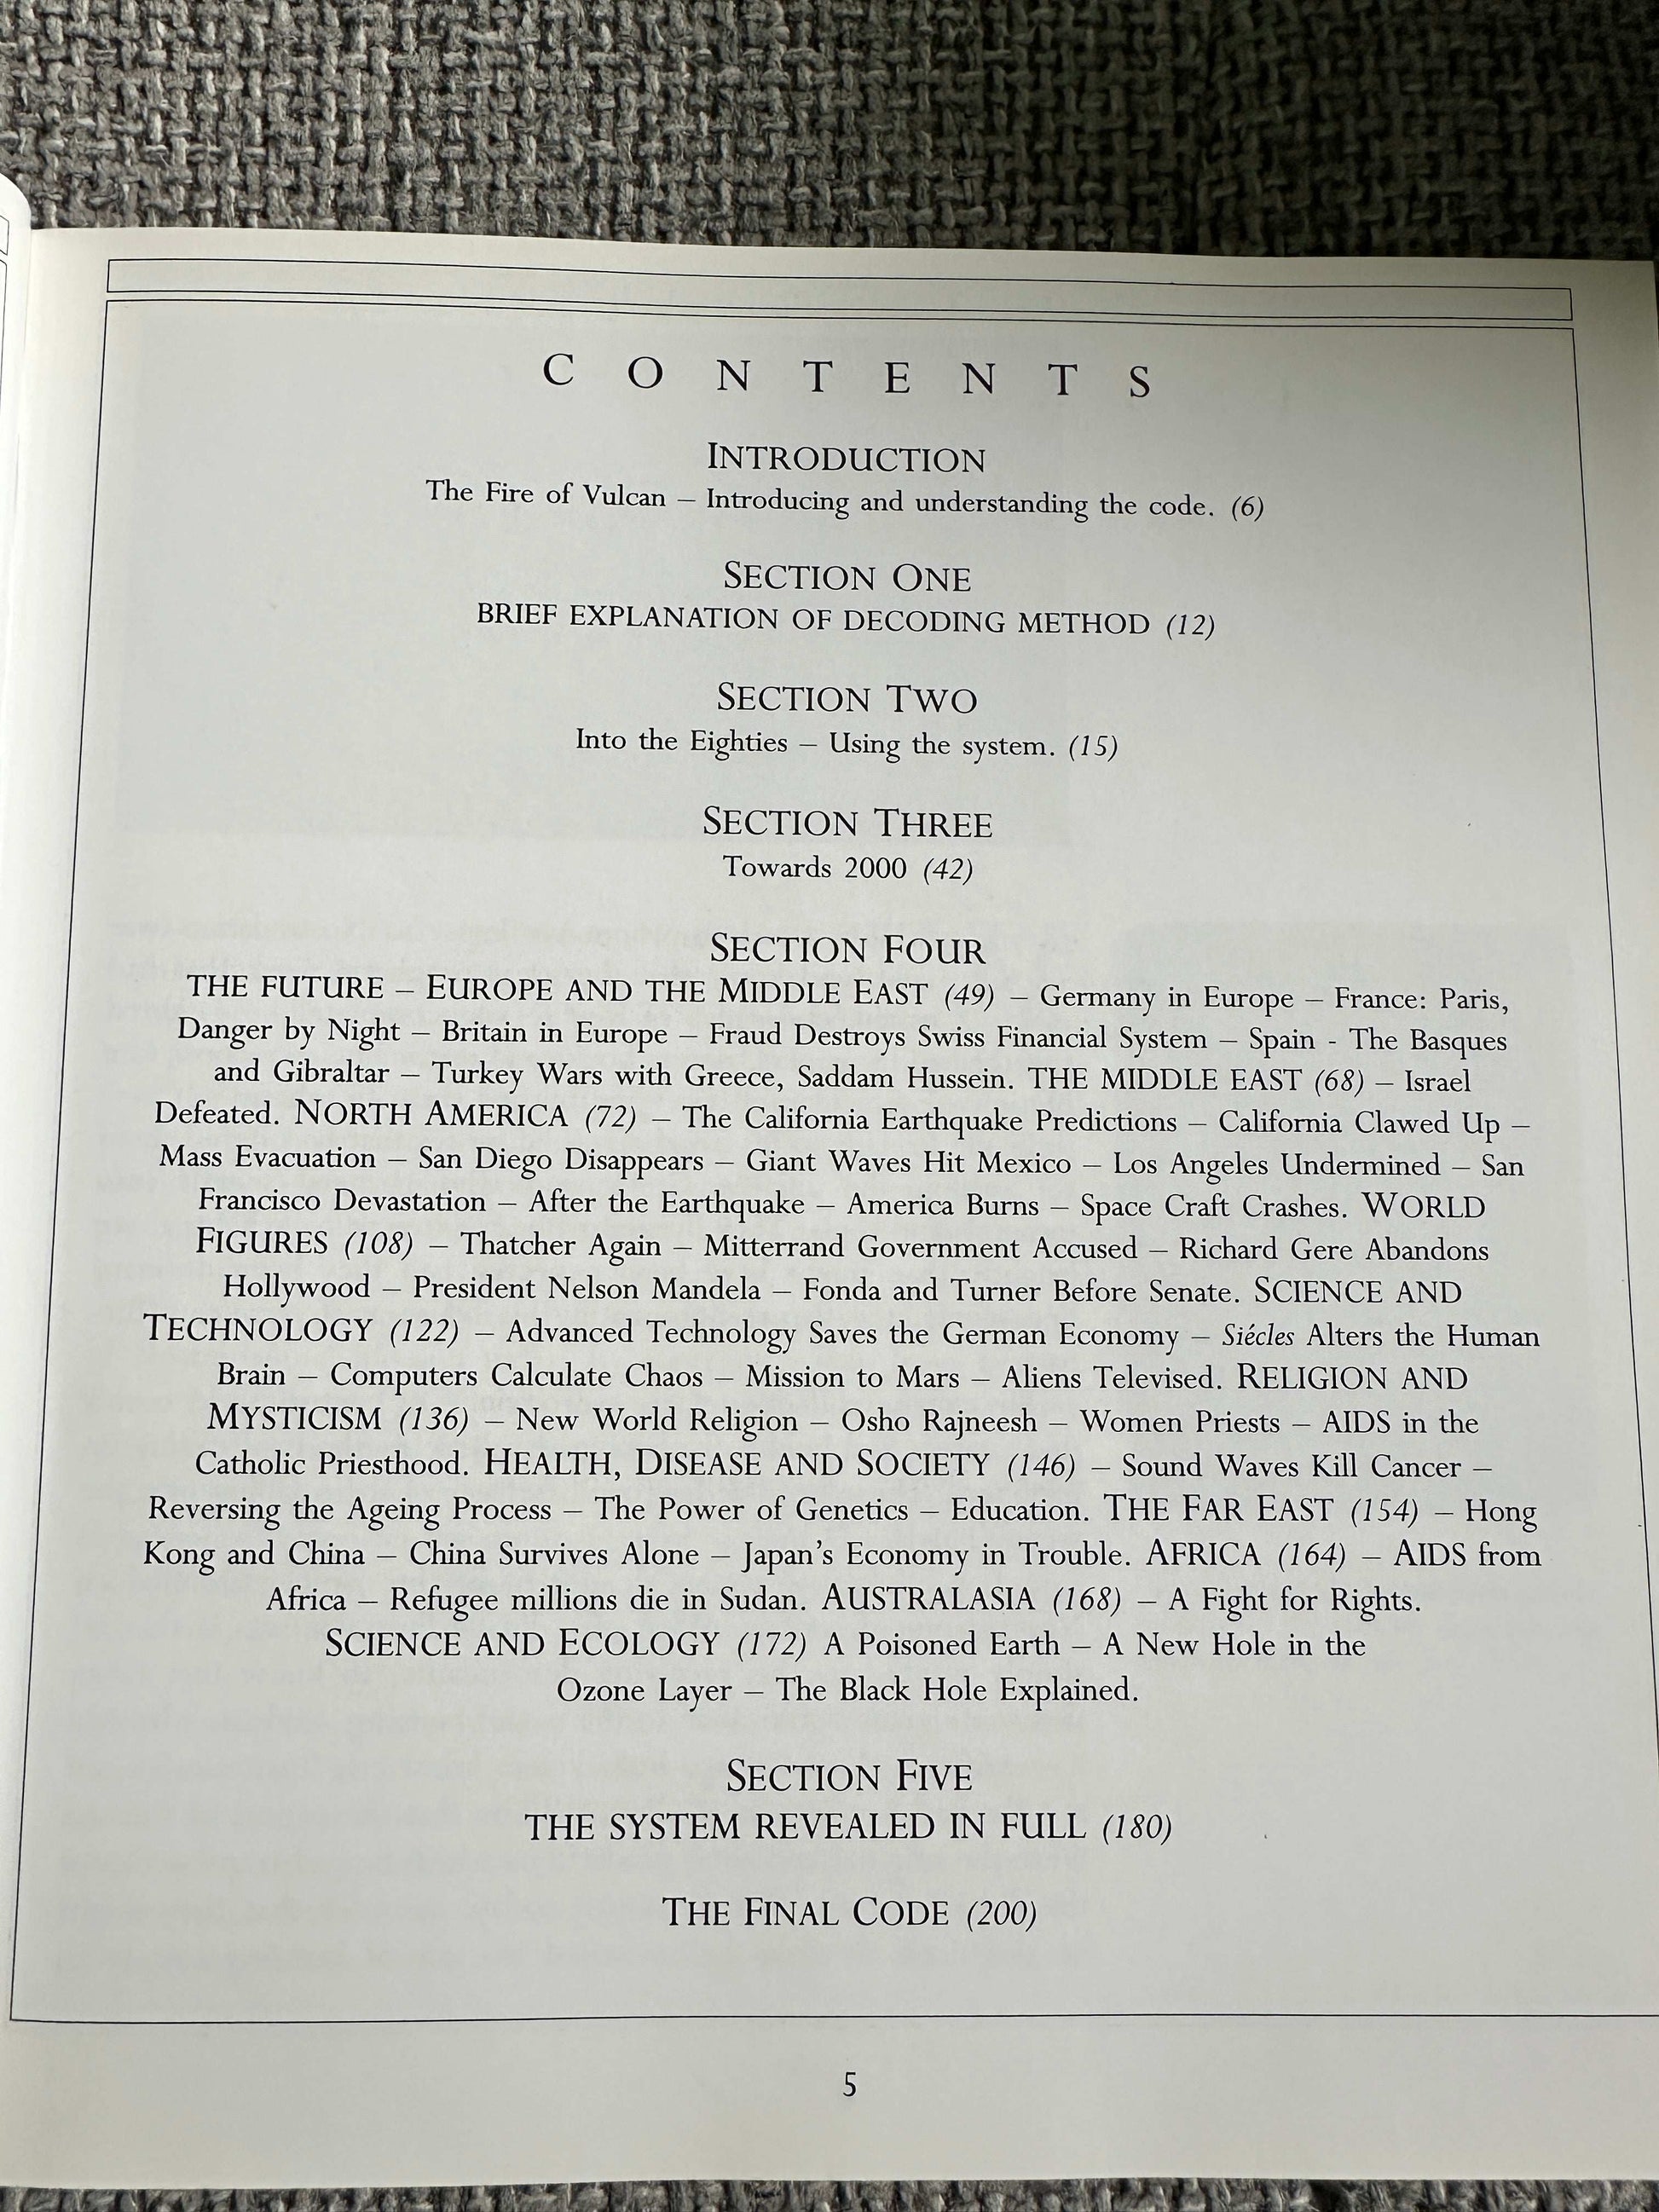 CONTENTS
INTRODUCTION
The Fire of Vulcan – Introducing and understanding the code. (6)
SECTION ONE
BRIEF EXPLANATION OF DECODING METHOD (12)
SECTION TWO
Into the Eighties – Using the system. (15)
SECTION THREE
Towards 2000 (42)
SECTION FOUR
THE FUTURE – EUROPE AND THE MIDDLE EAST (49) – Germany in Europe – France: Paris,
Danger by Night – Britain in Europe – Fraud Destroys Swiss Financial System – Spain - The Basques
and Gibraltar – Turkey Wars with Greece, Saddam Hussein. THE MIDDLE EAST (68) – Israel
Defeated. NORTH AMERICA (72) – The California Earthquake Predictions – California Clawed Up –
Mass Evacuation – San Diego Disappears – Giant Waves Hit Mexico – Los Angeles Undermined – San
Francisco Devastation – After the Earthquake – America Burns – Space Craft Crashes. WORLD
FIGURES (108) – Thatcher Again – Mitterrand Government Accused – Richard Gere Abandons
Hollywood – President Nelson Mandela – Fonda and Turner Before Senate. SCIENCE AND
TECHNOLOGY (122) – Advanced Technology Saves the German Economy – Siécles Alters the Human
Brain – Computers Calculate Chaos – Mission to Mars – Aliens Televised. RELIGION AND
MYSTICISM (136) – New World Religion – Osho Rajneesh – Women Priests – AIDS in the
Catholic Priesthood. HEALTH, DISEASE AND SOCIETY (146) – Sound Waves Kill Cancer –
Reversing the Ageing Process – The Power of Genetics – Education. THE FAR EAST (154) – Hong
Kong and China – China Survives Alone – Japan's Economy in Trouble. AFRICA (164) – AIDS from
Africa – Refugee millions die in Sudan. AUSTRALASIA (168) – A Fight for Rights.
SCIENCE AND ECOLOGY (172) A Poisoned Earth – A New Hole in the
Ozone Layer – The Black Hole Explained.
SECTION FIVE
THE SYSTEM REVEALED IN FULL (180)
THE FINAL CODE (200)
5